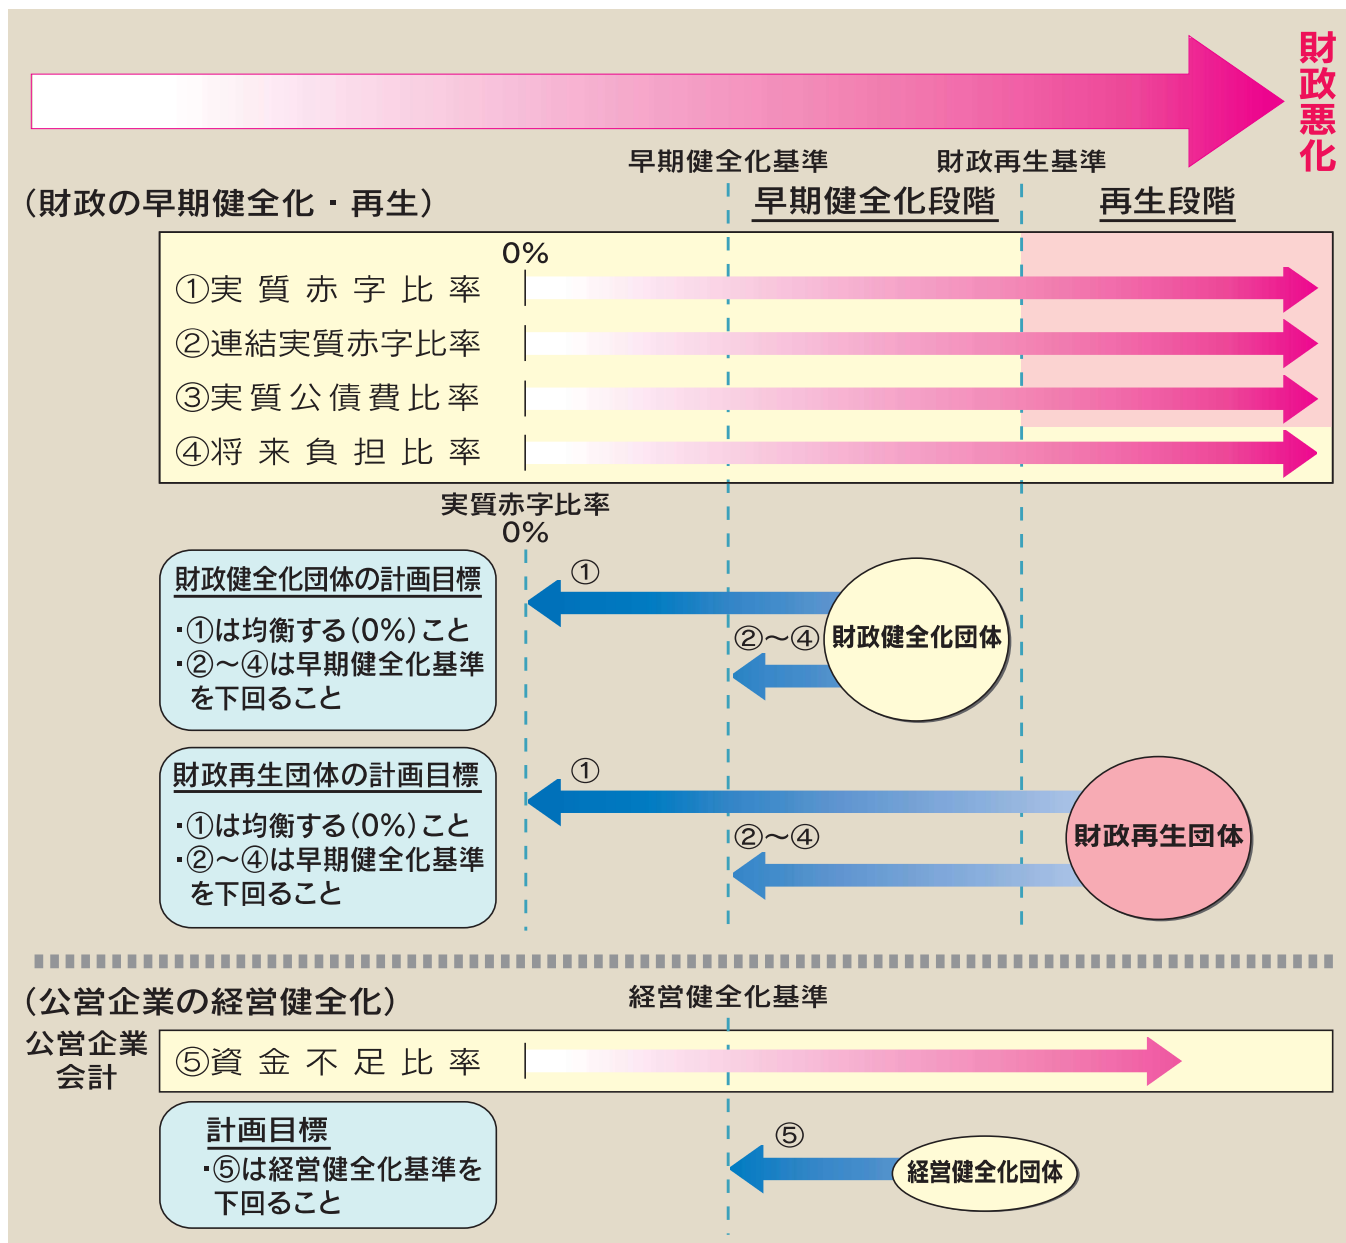 財政悪化
早期健全化基準
財政再生基準
（財政の早期健全化・再生）
早期健全化段階
再生段階
0%
①実質赤字比率
②連結実質赤字比率
③実質公債費比率
④将来負担比率
実質赤字比率
0%
財政健全化団体の計画目標
・①は均衡する（0%）こと
・②～④は早期健全化基準
を下回ること
①
②～④
財政健全化団体
財政再生団体の計画目標
・①は均衡する（0%）こと
・②～④は早期健全化基準
を下回ること
①
②～④
財政再生団体
（公営企業の経営健全化）
経営健全化基準
公営企業
会計
⑤資金不足比率
計画目標
・⑤は経営健全化基準を
下回ること
⑤
経営健全化団体